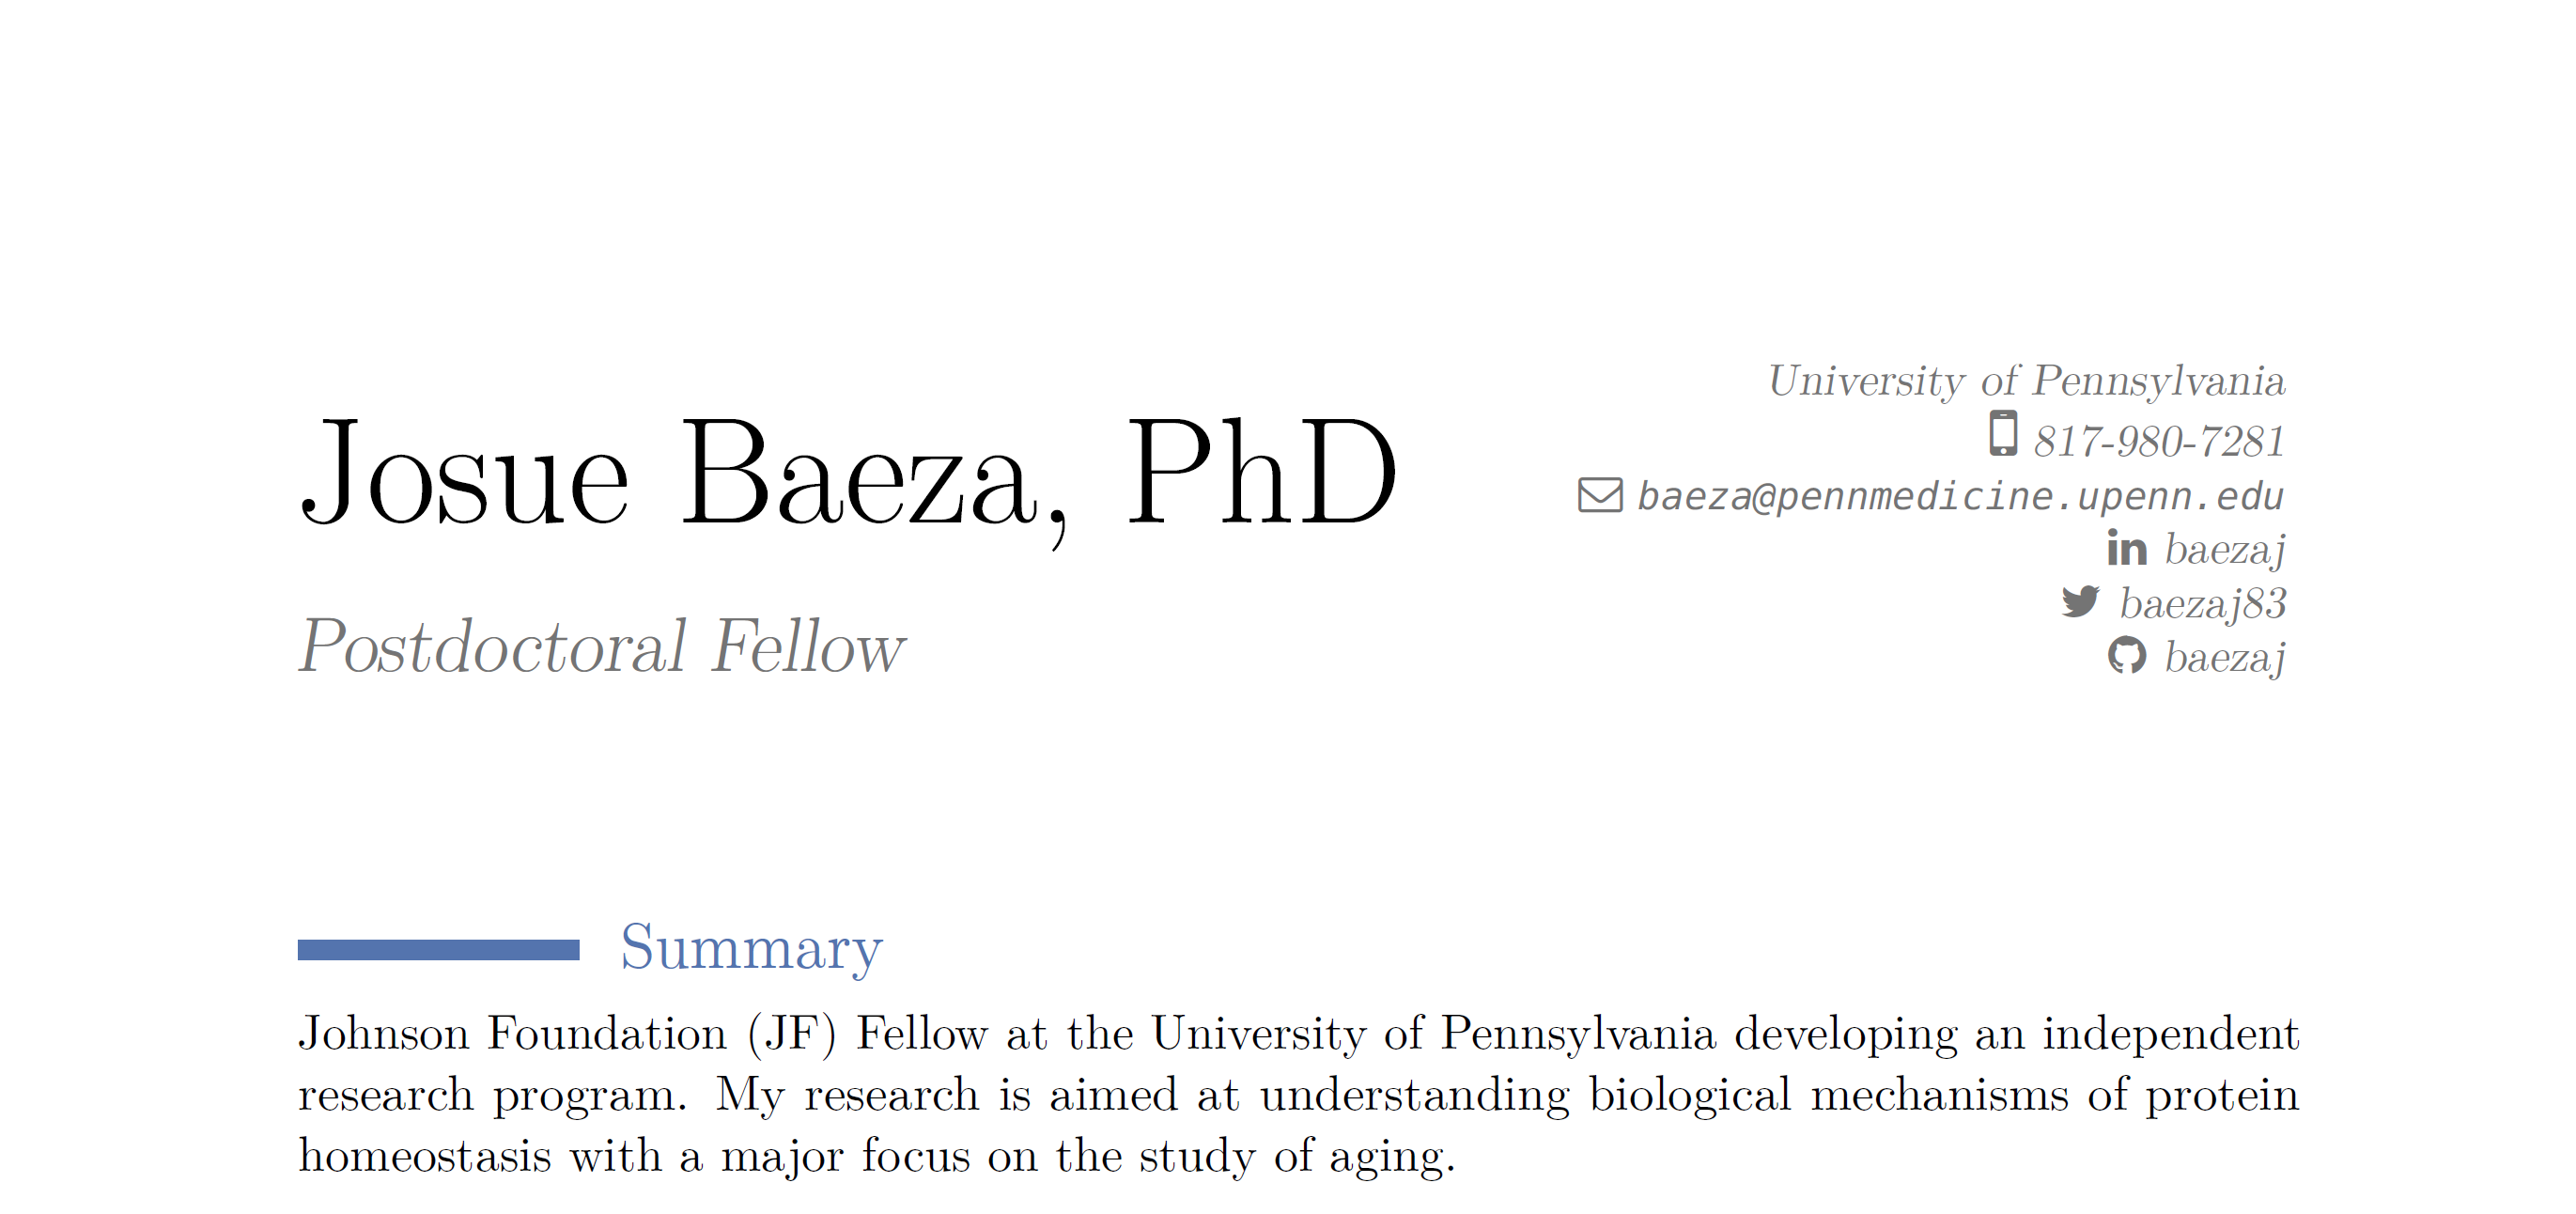 Josue Baeza, PhD
Postdoctoral Fellow
University of Pennsylvania
817-980-7281
baeza@pennmedicine.upenn.edu
baezaj
baezaj83
baezaj
Summary
Johnson Foundation (JF) Fellow at the University of Pennsylvania developing an independent
research program. My research is aimed at understanding biological mechanisms of protein
homeostasis with a major focus on the study of aging.